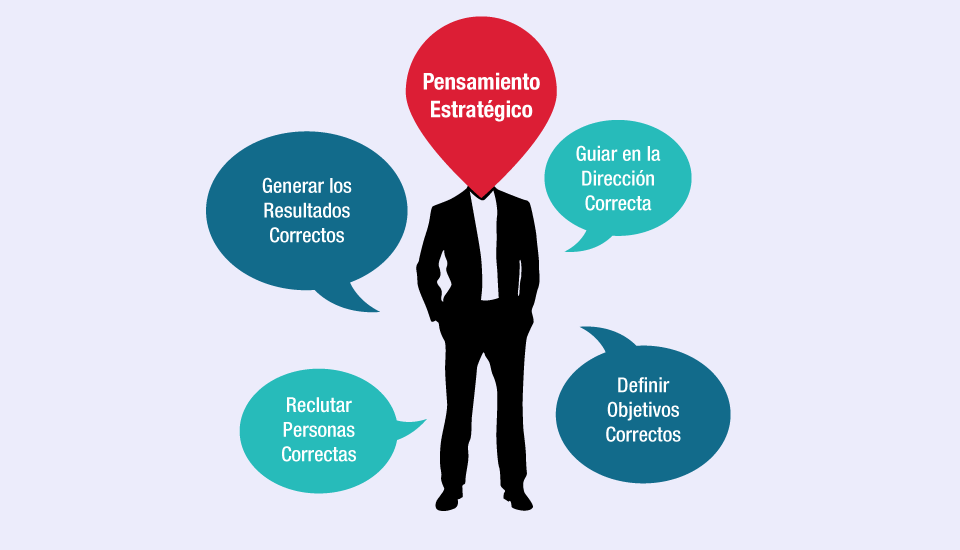 Pensamiento
Estratégico
Generar los
Resultados
Correctos
Guiar en la
Dirección
Correcta
Reclutar
Personas
Correctas
Definir
Objetivos
Correctos